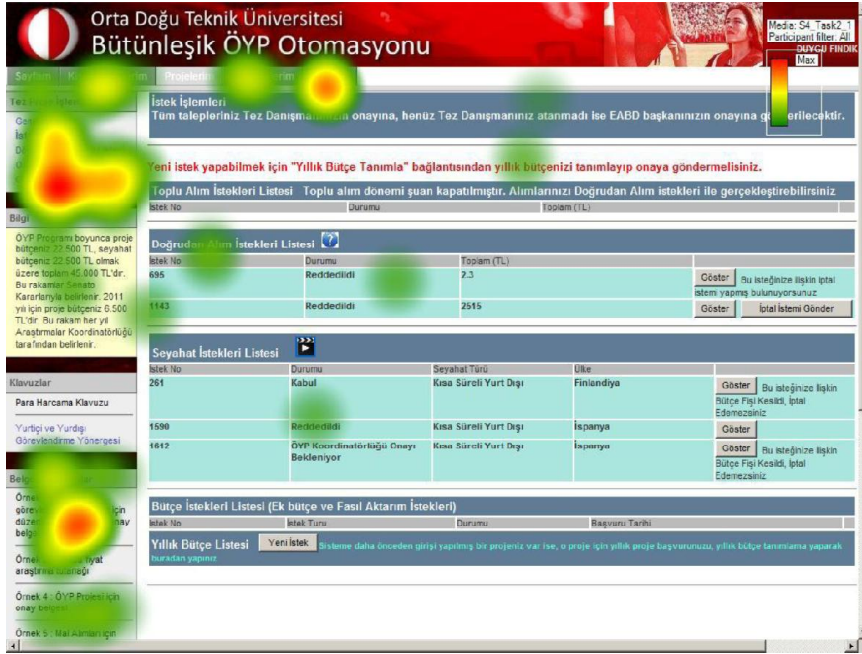 Orta Doğu Teknik Üniversitesi
Bütünleşik ÖYP Otomasyonu
Media: S4_Task2_1
Participant filter: All
DUYGU FINDIK
Max
Sayfam
Projelerim
İstek İşlemleri
Tüm talepleriniz Tez Danışmanınızın onayına, henüz Tez Danışmanınız atanmadı ise EABD başkanınızın onayına gönderilecektir.
Yeni istek yapabilmek için "Yıllık Bütçe Tanımla" bağlantısından yıllık bütçenizi tanımlayıp onaya göndermelisiniz.
Toplu Alım İstekleri Listesi Toplu alım dönemi şuan kapatılmıştır. Alımlarınızı Doğrudan Alım istekleri ile gerçekleştirebilirsiniz
İstek No Durumu Toplam (TL)
Bilgi
ÖYP Programı boyunca proje
bütçeniz 22.500 TL, seyahat
bütçeniz 22.500 TL olmak
üzere toplam 45.000 TL'dir.
Bu rakamlar Senato
Kararlarıyla belirlenir. 2011
yılı için proje bütçeniz 6.500
TL'dir. Bu rakam her yıl
Araştırmalar Koordinatörlüğü
tarafından belirlenir.
Doğrudan Alım İstekleri Listesi
İstek No Durumu Toplam (TL)
695 Reddedildi 2.3 Göster Bu isteğinize ilişkin iptal
istemi yapmış bulunuyorsunuz
1143 Reddedildi 2515 Göster İptal İstemi Gönder
Seyahat İstekleri Listesi
İstek No Durumu Seyahat Türü Ülke
261 Kabul Kısa Süreli Yurt Dışı Finlandiya Göster Bu isteğinize ilişkin
Bütçe Fişi Kesildi, İptal
Edemezsiniz
1590 Reddedildi Kısa Süreli Yurt Dışı İspanya Göster
1612 ÖYP Koordinatörlüğü Onayı
Bekleniyor Kısa Süreli Yurt Dışı İspanya Göster Bu isteğinize ilişkin
Bütçe Fişi Kesildi, İptal
Edemezsiniz
Klavuzlar
Para Harcama Klavuzu
Yurtiçi ve Yurdışı
Görevlendirme Yönergesi
Örnek
için
belge
Örnek fiyat
araştırma tutanağı
Örnek 4 : ÖYP Projesi için
onay belgesi
Örnek 5 : Mal Alımları için
Bütçe İstekleri Listesi (Ek bütçe ve Fasıl Aktarım İstekleri)
İstek No İstek Turu Durumu Başvuru Tarihi
Yıllık Bütçe Listesi Yeni İstek Sisteme daha önceden girişi yapılmış bir projeniz var ise, o proje için yıllık proje başvurunuzu, yıllık bütçe tanımlama yaparak
buradan yapınız